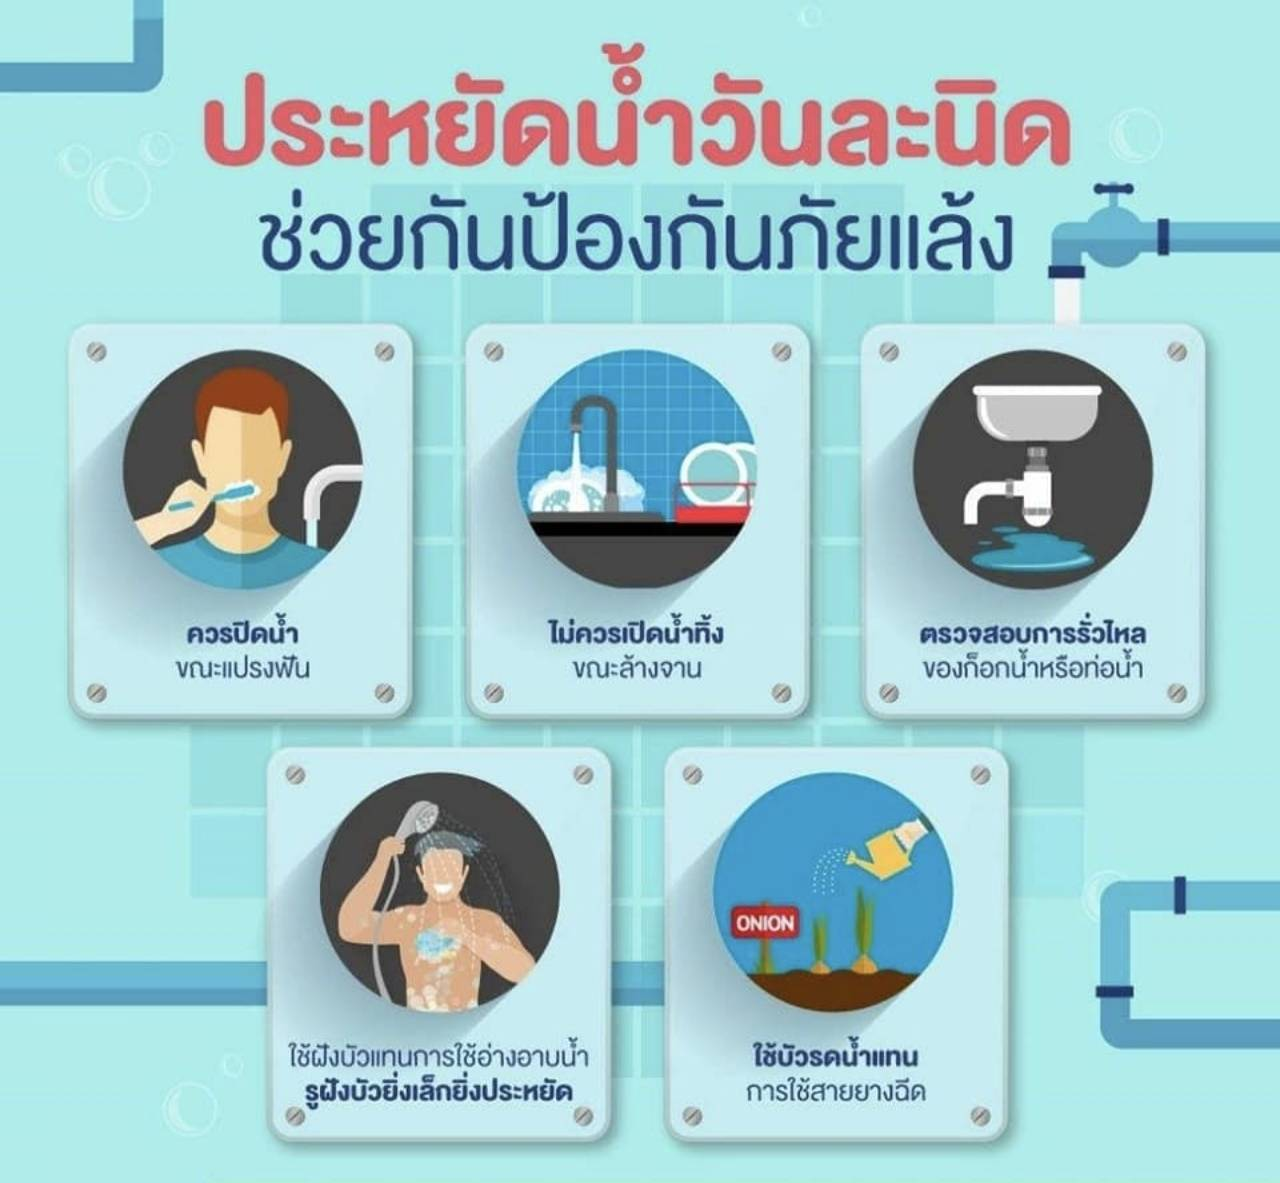 ประหยัดน้ำวันละนิด
ช่วยกันป้องกันภัยแล้ง
ควรปิดน้ำ
ขณะแปรงฟัน
ไม่ควรเปิดน้ำทิ้ง
ขณะล้างจาน
ตรวจสอบการรั่วไหล
ของก็อกน้ำหรือท่อน้ำ
ใช้ฝักบัวแทนการใช้อ่างอาบน้ำ
รูฝักบัวยิ่งเล็กยิ่งประหยัด
ONION
ใช้บัวรดน้ำแทน
การใช้สายยางฉีด